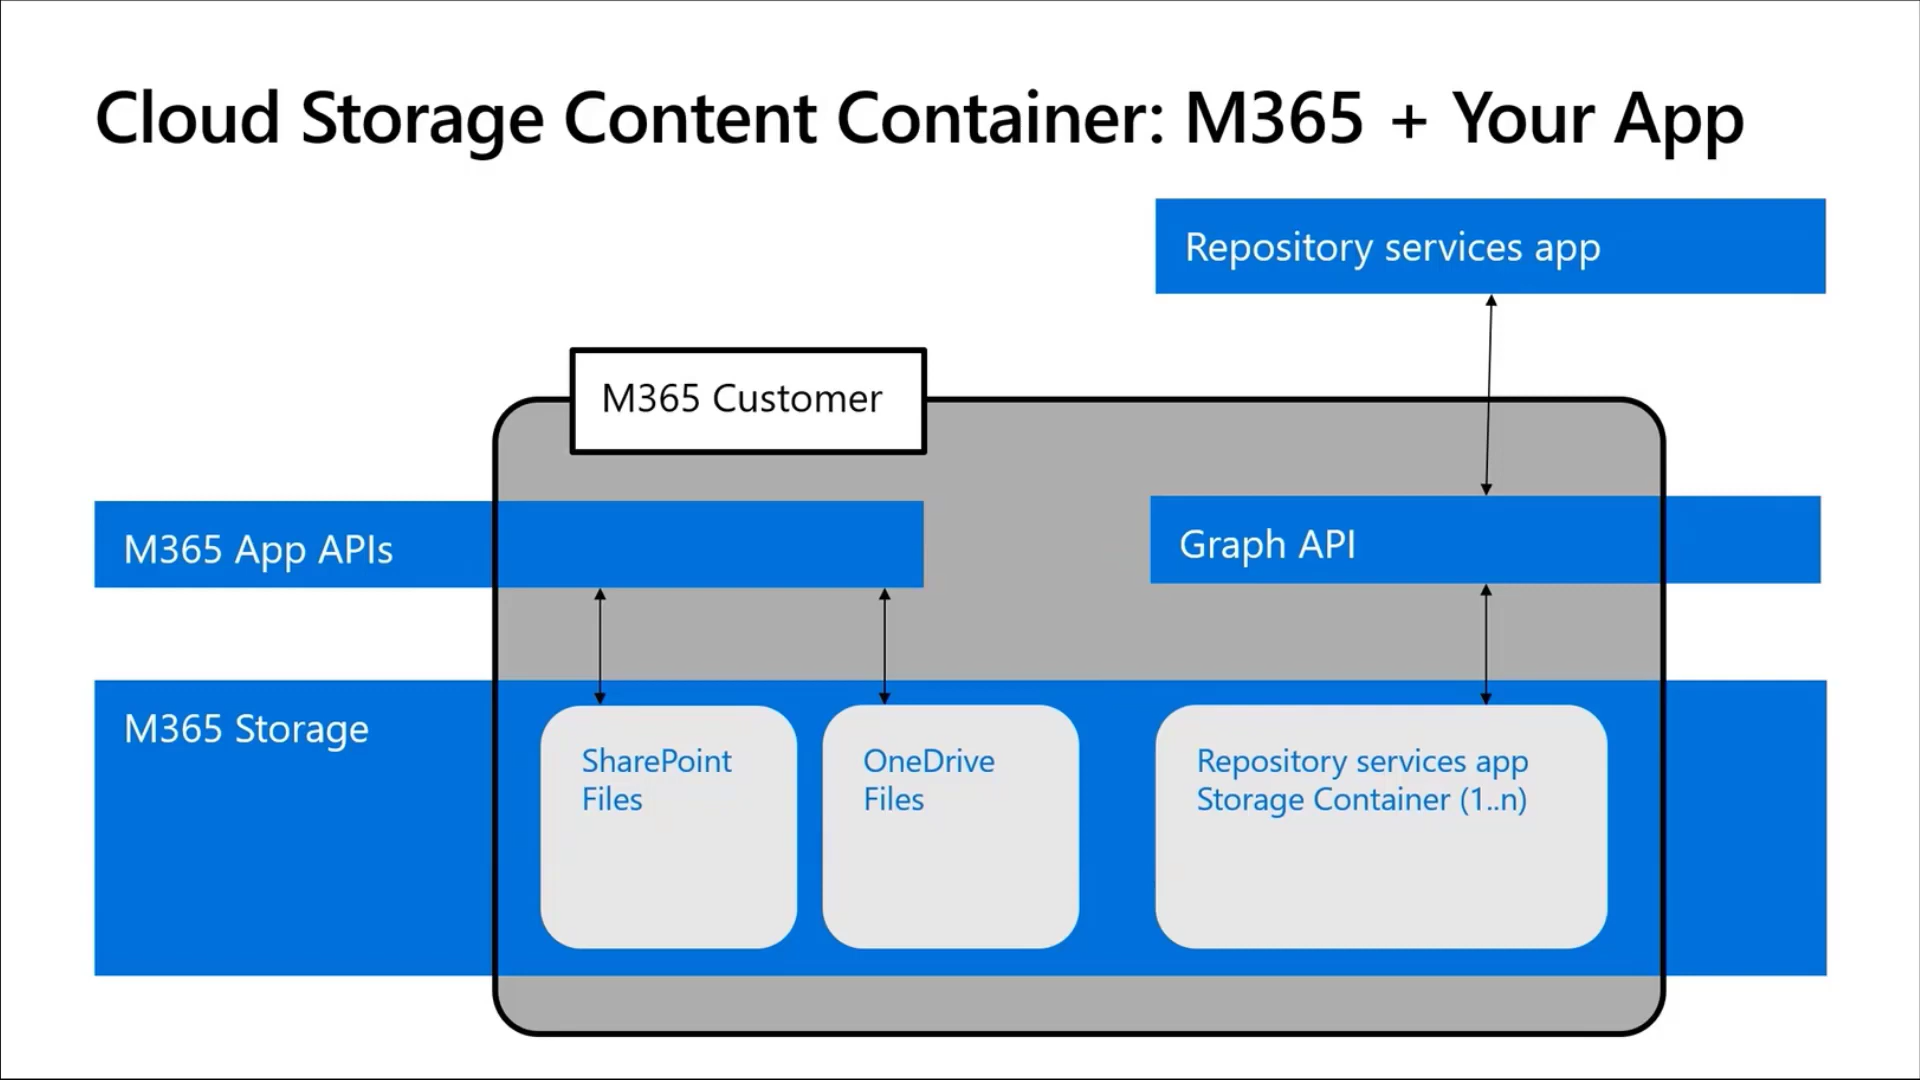 Cloud Storage Content Container: M365 + Your App
Repository services app
M365 Customer
M365 App APIs
Graph API
M365 Storage
SharePoint
Files
OneDrive
Files
Repository services app
Storage Container (1..n)